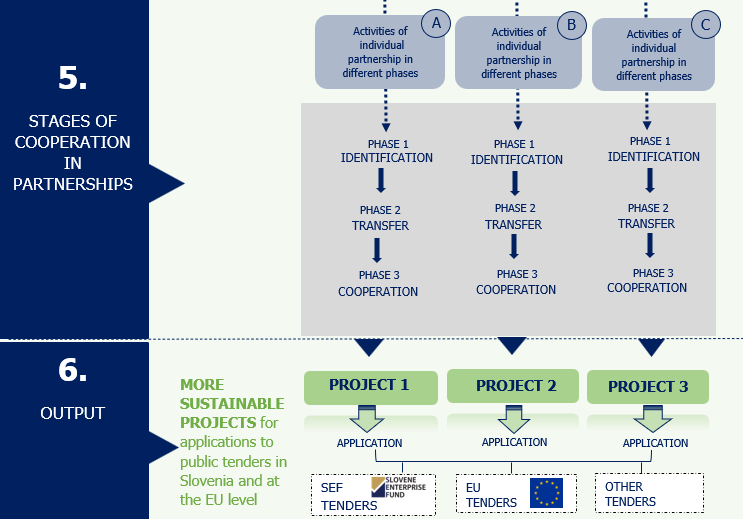 5.
STAGES OF
COOPERATION
IN
PARTNERSHIPS
A
Activities of
individual
partnership in
different phases
B
Activities of
individual
partnership in
different phases
C
Activities of
individual
partnership in
different phases
PHASE 1
IDENTIFICATION
PHASE 2
TRANSFER
PHASE 3
COOPERATION
PHASE 1
IDENTIFICATION
PHASE 2
TRANSFER
PHASE 3
COOPERATION
PHASE 1
IDENTIFICATION
PHASE 2
TRANSFER
PHASE 3
COOPERATION
6.
OUTPUT
MORE
SUSTAINABLE
PROJECTS for
applications to
public tenders in
Slovenia and at
the EU level
PROJECT 1
PROJECT 2
PROJECT 3
APPLICATION
APPLICATION
APPLICATION
SEF
TENDERS
SLOVENE
ENTERPRISE
FUND
EU
TENDERS
OTHER
TENDERS